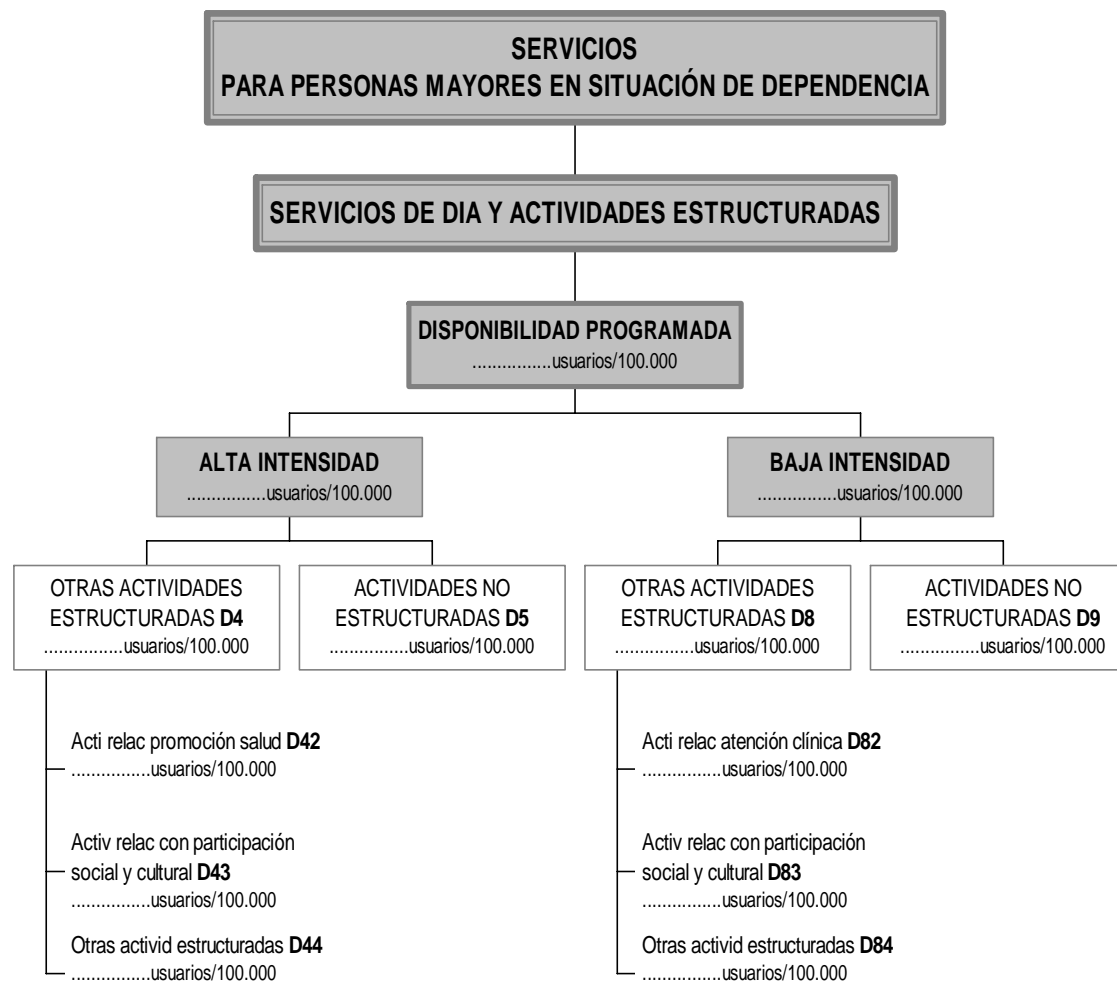 SERVICIOS
PARA PERSONAS MAYORES EN SITUACIÓN DE DEPENDENCIA
SERVICIOS DE DIA Y ACTIVIDADES ESTRUCTURADAS
DISPONIBILIDAD PROGRAMADA
................usuarios/100.000
ALTA INTENSIDAD
................usuarios/100.000
BAJA INTENSIDAD
................usuarios/100.000
OTRAS ACTIVIDADES
ESTRUCTURADAS D4
................usuarios/100.000
ACTIVIDADES NO
ESTRUCTURADAS D5
................usuarios/100.000
OTRAS ACTIVIDADES
ESTRUCTURADAS D8
................usuarios/100.000
ACTIVIDADES NO
ESTRUCTURADAS D9
................usuarios/100.000
Acti relac promoción salud D42
................usuarios/100.000
Activ relac con participación
social y cultural D43
................usuarios/100.000
Otras activid estructuradas D44
................usuarios/100.000
Acti relac atención clínica D82
................usuarios/100.000
Activ relac con participación
social y cultural D83
................usuarios/100.000
Otras activid estructuradas D84
................usuarios/100.000